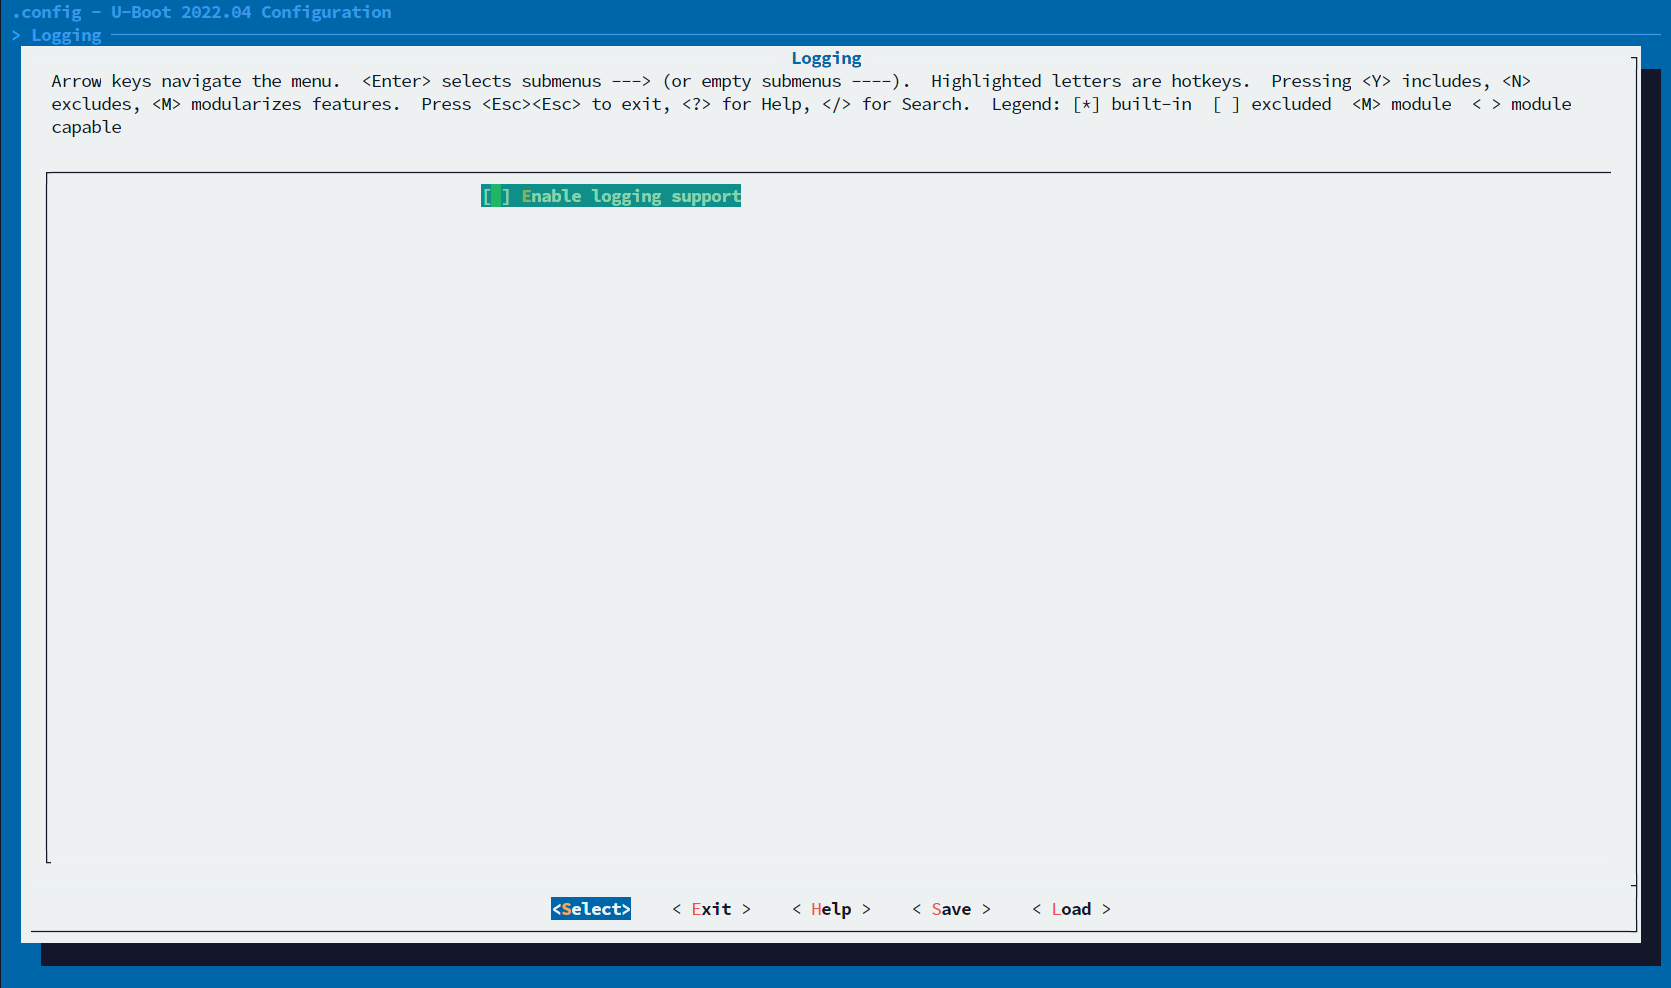 .config - U-Boot 2022.04 Configuration
> Logging
Logging
Arrow keys navigate the menu.  <Enter> selects submenus ---> (or empty submenus ----).  Highlighted letters are hotkeys.  Pressing <Y> includes, <N>
excludes, <M> modularizes features.  Press <Esc><Esc> to exit, <?> for Help, </> for Search.  Legend: [*] built-in  [ ] excluded  <M> module  < > module
capable
[ ] Enable logging support
<Select>    < Exit >    < Help >    < Save >    < Load >